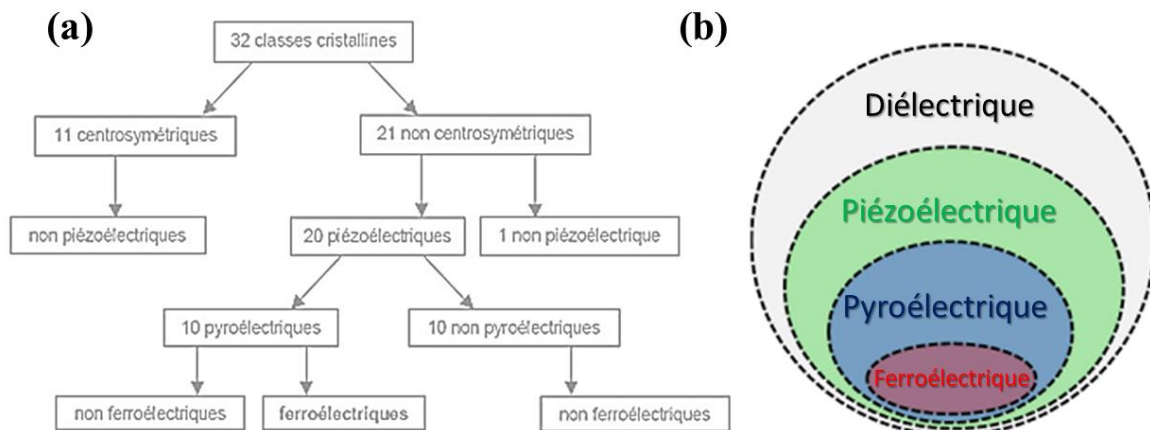 (a)
32 classes cristallines
11 centrosymétriques
21 non centrosymétriques
non piézoélectriques
20 piézoélectriques
1 non piézoélectrique
10 pyroélectriques
10 non pyroélectriques
non ferroélectriques
ferroélectriques
non ferroélectriques
(b)
Diélectrique
Piézoélectrique
Pyroélectrique
Ferroélectrique